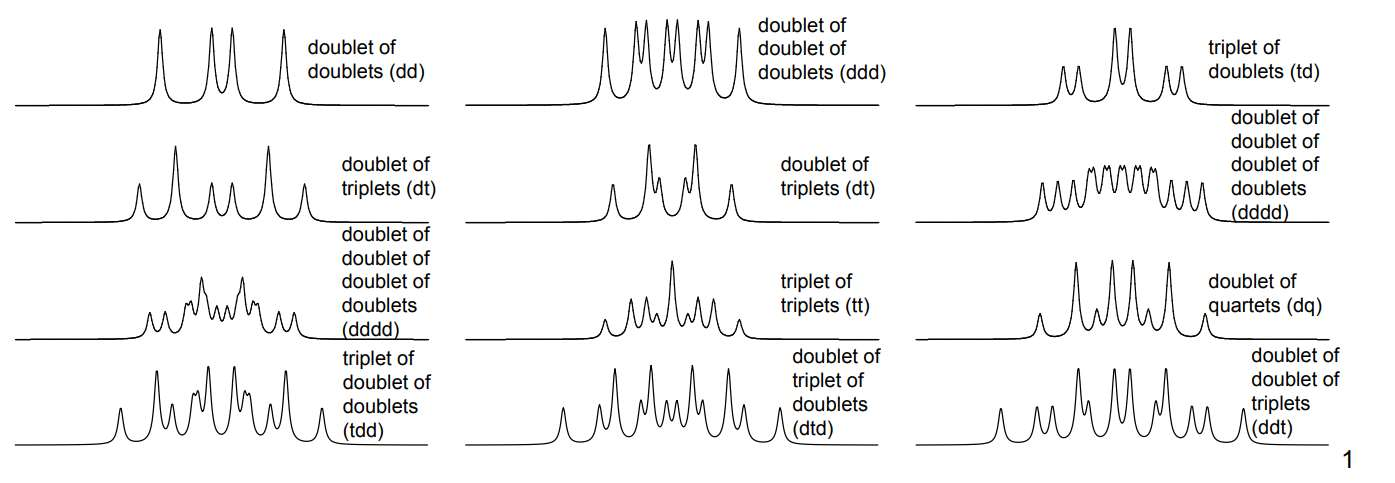 doublet of
doublets (dd)
doublet of
doublet of
doublets (ddd)
triplet of
doublets (td)
doublet of
triplets (dt)
doublet of
triplets (dt)
doublet of
doublet of
doublet of
doublets
(dddd)
doublet of
doublet of
doublet of
doublets
(dddd)
triplet of
triplets (tt)
doublet of
quartets (dq)
triplet of
doublet of
doublets
(tdd)
doublet of
triplet of
doublets
(dtd)
doublet of
doublet of
triplets
(ddt)
1